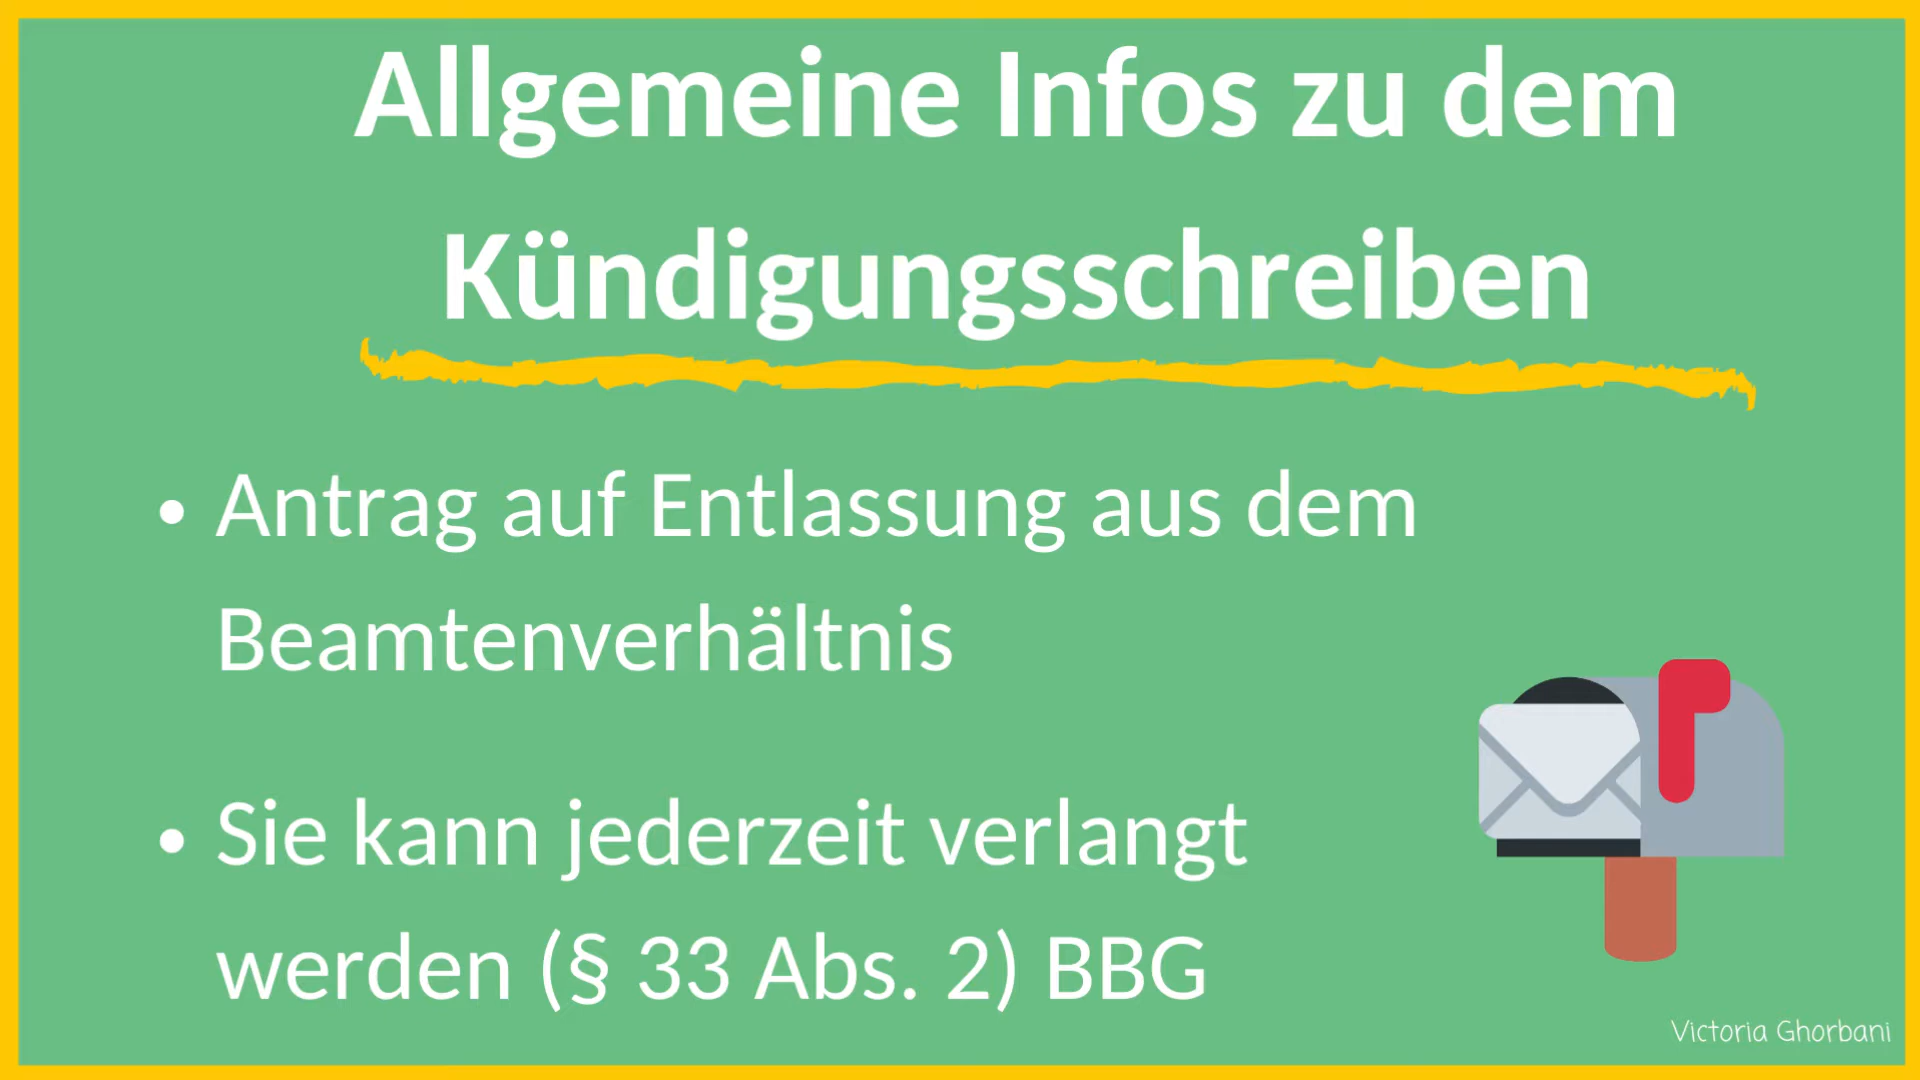 Allgemeine Infos zu dem
Kündigungsschreiben
• Antrag auf Entlassung aus dem
Beamtenverhältnis
• Sie kann jederzeit verlangt
werden (§ 33 Abs. 2) BBG
Victoria Ghorbani